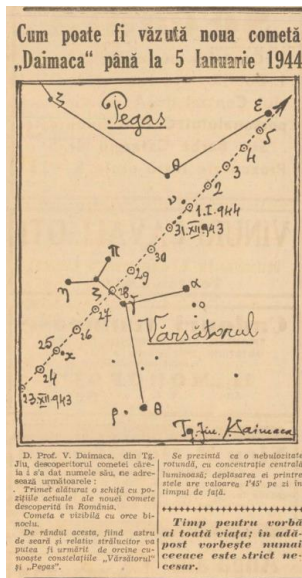 Cum poate fi văzută noua cometă
„Daimaca” până la 5 Ianuarie 1944
ζ
Pegas
ε
5
4
3
θ
2
ν
1.I.944
31.XII.943
30
π
29
η
ζ
28
α
γ
27
o
26
Vărsătorul
25
x
24
23.XII.943
ρ
θ
Tg. Jiu, Daimaca
D. Prof. V. Daimaca, din Tg.
Jiu, descoperitorul cometei căre-
ia i s'a dat numele său, ne adre-
sează următoarele :
Trimet alăturat o schiță cu po-
zițiile actuale ale nouei comete
descoperită în România.
Cometa e vizibilă cu orce bi-
noclu.
De rândul acesta, fiind astru
de seară și relativ strălucitor va
putea fi urmărit de orcine cu-
noaște constelațiile „Vărsătorul”
și „Pegas”.
Se prezintă ca o nebulozitate
rotundă, cu concentrație centrală
luminoasă; deplasarea ei printre
stele are valoarea 1°45' pe zi în
timpul de față.
Timp pentru vorbă
ai toată viața; în adă-
post vorbește numai
ceeace este strict ne-
cesar.